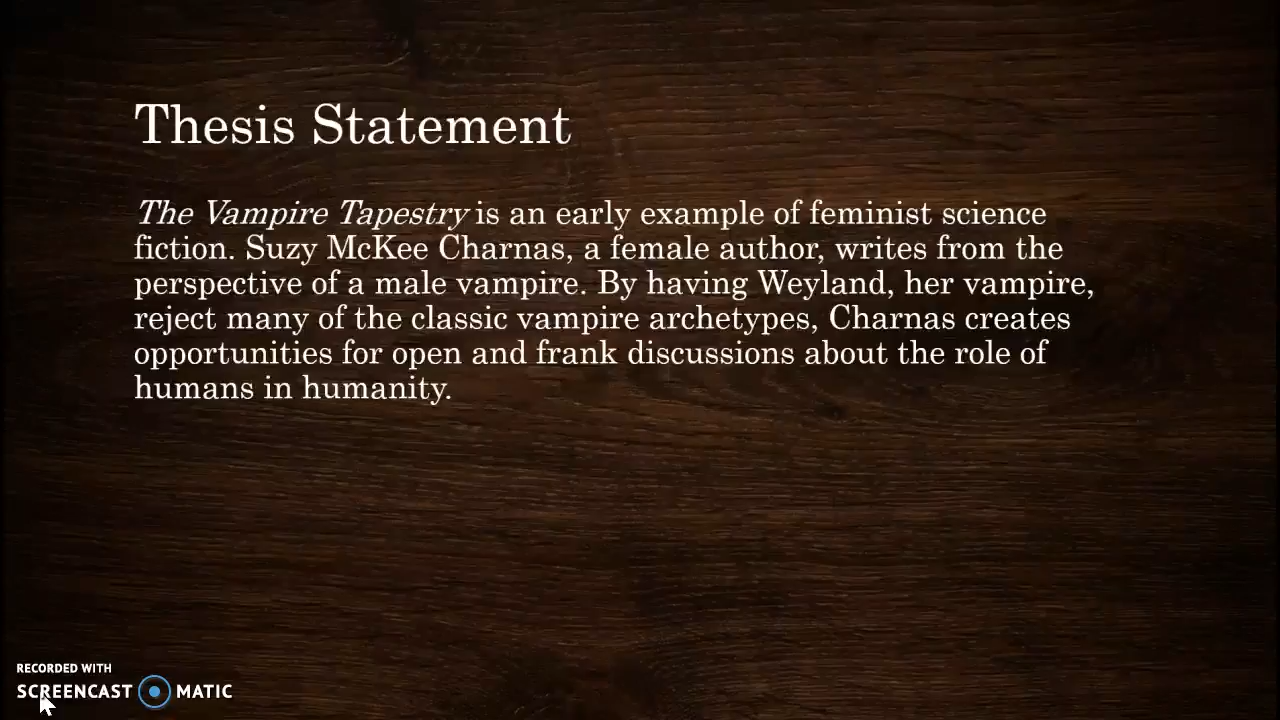 Thesis Statement
The Vampire Tapestry is an early example of feminist science
fiction. Suzy McKee Charnas, a female author, writes from the
perspective of a male vampire. By having Weyland, her vampire,
reject many of the classic vampire archetypes, Charnas creates
opportunities for open and frank discussions about the role of
humans in humanity.
RECORDED WITH
SCREENCAST MATIC